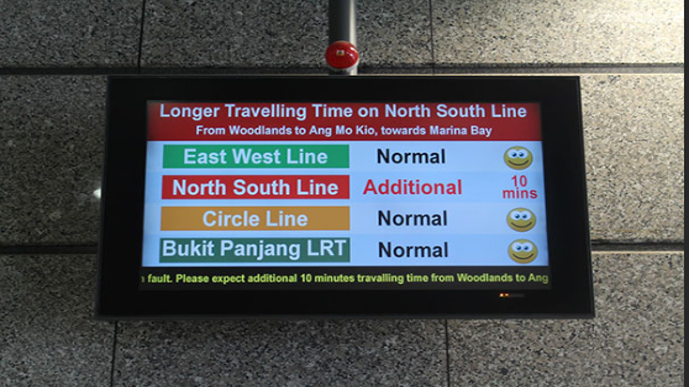 Longer Travelling Time on North South Line
From Woodlands to Ang Mo Kio, towards Marina Bay
East West Line Normal
North South Line Additional 10 mins
Circle Line Normal
Bukit Panjang LRT Normal
fault. Please expect additional 10 minutes travalling time from Woodlands to Ang